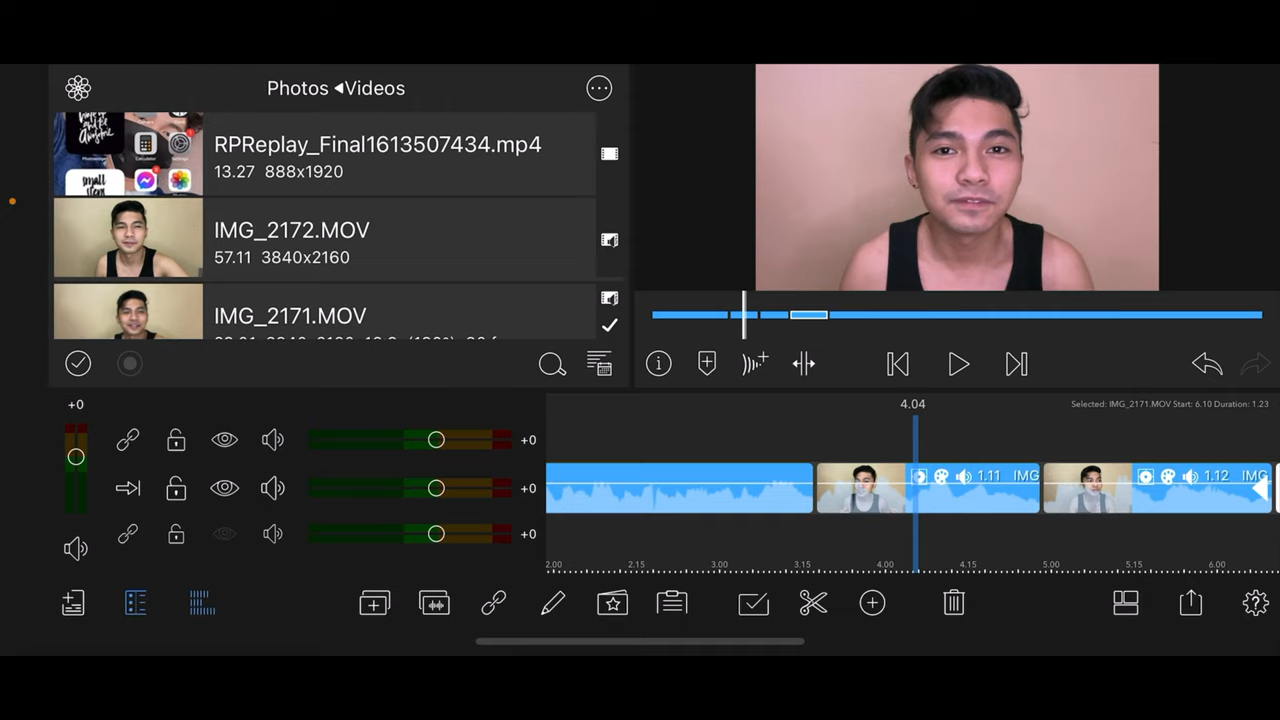 Photos ◂Videos
RPReplay_Final1613507434.mp4
13.27 888x1920
IMG_2172.MOV
57.11 3840x2160
IMG_2171.MOV
small
+0
+0
+0
+0
4.04
Selected: IMG_2171.MOV Start: 6.10 Duration: 1.23
1.11 IMG
1.12 IMG
2.00 2.15 3.00 3.15 4.00 4.15 5.00 5.15 6.00